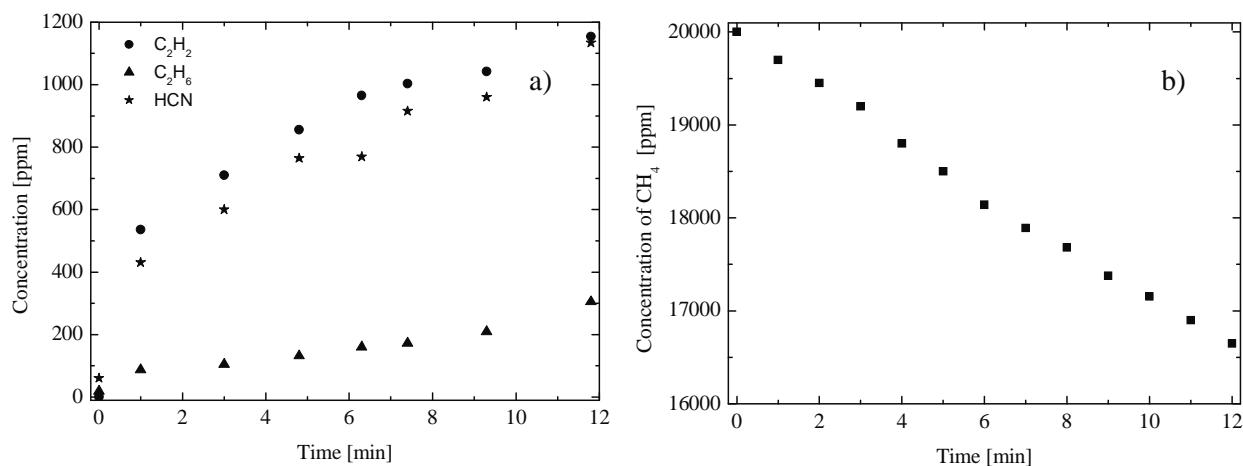 1200
1000
800
600
400
200
0
Concentration [ppm]
C₂H₂
C₂H₆
HCN
a)
0 2 4 6 8 10 12
Time [min]
20000
19000
18000
17000
16000
Concentration of CH₄ [ppm]
b)
0 2 4 6 8 10 12
Time [min]